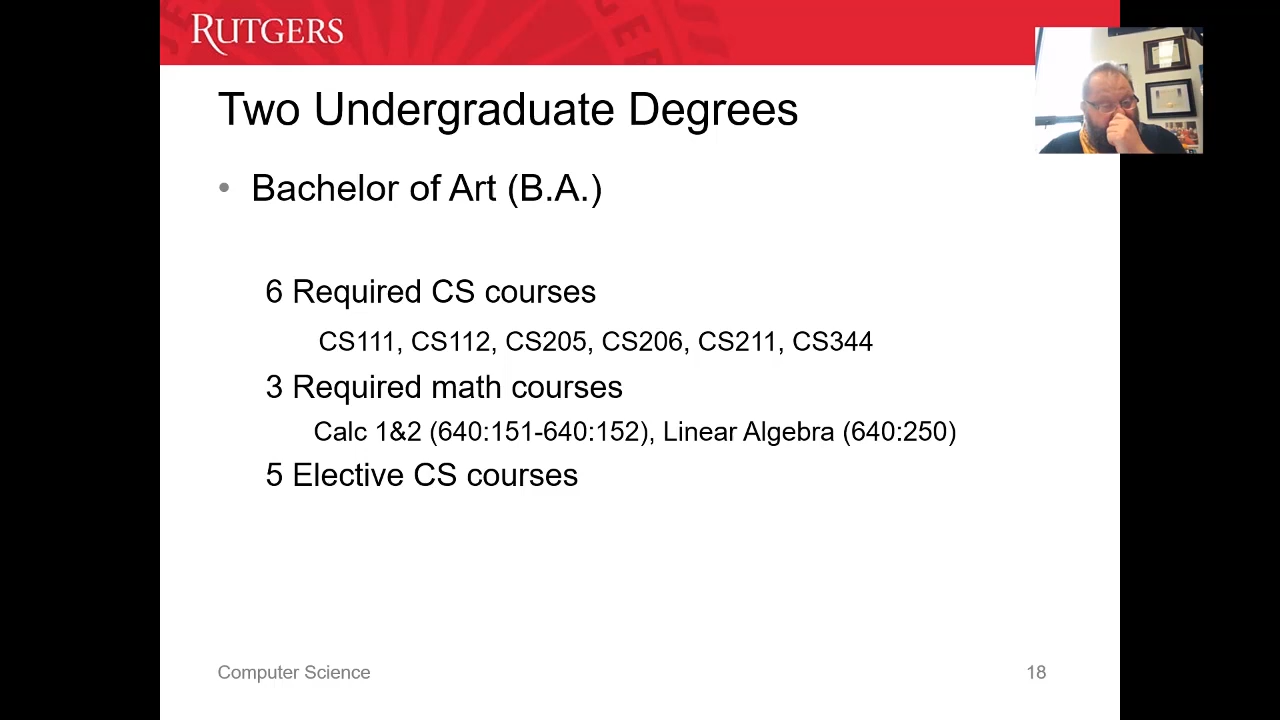 RUTGERS
Two Undergraduate Degrees
• Bachelor of Art (B.A.)
6 Required CS courses
CS111, CS112, CS205, CS206, CS211, CS344
3 Required math courses
Calc 1&2 (640:151-640:152), Linear Algebra (640:250)
5 Elective CS courses
Computer Science
18